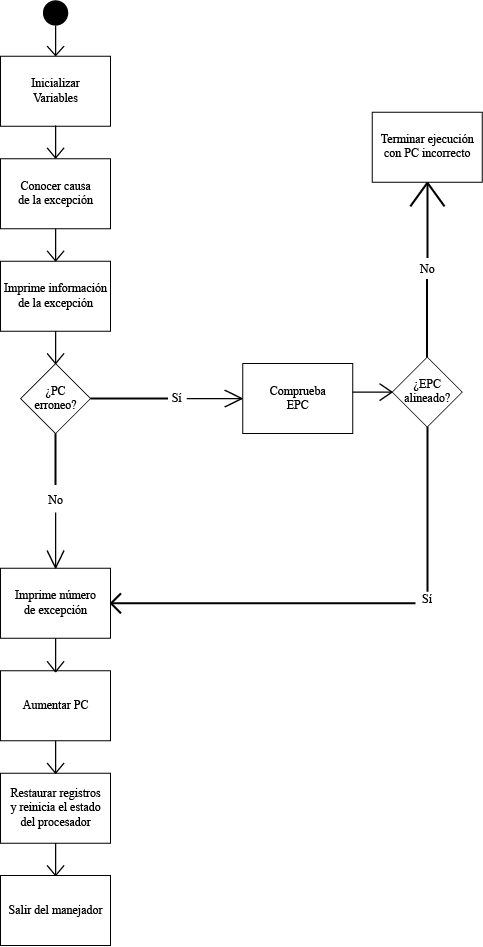 Inicializar
Variables
Conocer causa
de la excepción
Imprime información
de la excepción
¿PC
erroneo?
Sí
Comprueba
EPC
¿EPC
alineado?
No
Terminar ejecución
con PC incorrecto
No
Sí
Imprime número
de excepción
Aumentar PC
Restaurar registros
y reinicia el estado
del procesador
Salir del manejador